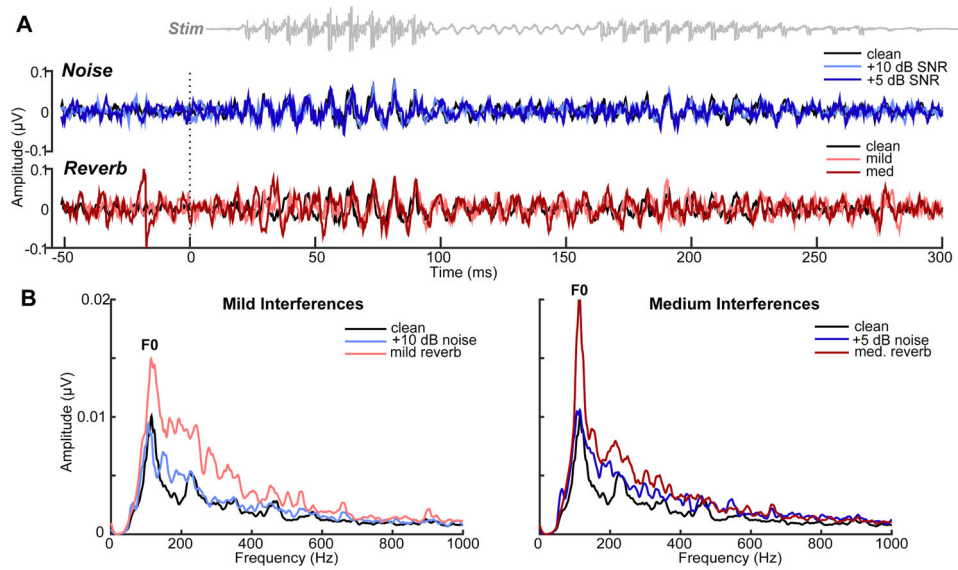 A
Stim
Noise
clean
+10 dB SNR
+5 dB SNR
0.1
0
-0.1
Reverb
clean
mild
med
0.1
0
-0.1
Amplitude (µV)
-50 0 50 100 150 200 250 300
Time (ms)
B
Mild Interferences
clean
+10 dB noise
mild reverb
F0
0.02
0.01
0
Amplitude (µV)
0 200 400 600 800 1000
Frequency (Hz)
Medium Interferences
clean
+5 dB noise
med. reverb
F0
0 200 400 600 800 1000
Frequency (Hz)